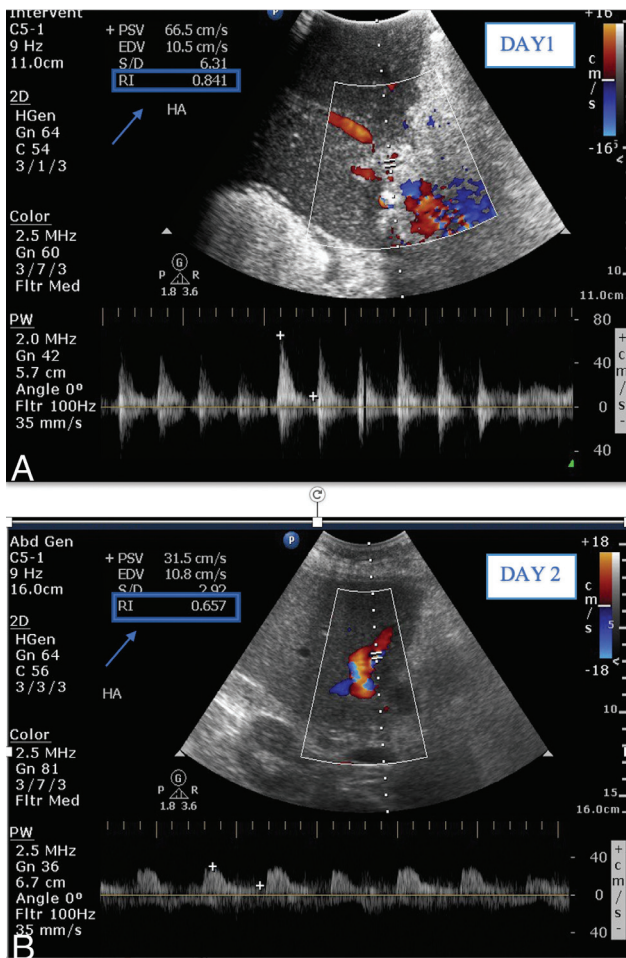 Intervent
C5-1
9 Hz
11.0cm
2D
HGen
Gn 64
C 54
3/1/3
Color
2.5 MHz
Gn 60
3/7/3
Fltr Med
PW
2.0 MHz
Gn 42
5.7 cm
Angle 0º
Fltr 100Hz
35 mm/s
A
+ PSV 66.5 cm/s
EDV 10.5 cm/s
S/D 6.31
RI 0.841
HA
P
G
P R
1.8 3.6
DAY1
+16
c
m
/
s
-16
5
<
10
11.0cm
80
40
0
40
+
c
m
/
s
-
Abd Gen
C5-1
9 Hz
16.0cm
2D
HGen
Gn 64
C 56
3/3/3
Color
2.5 MHz
Gn 81
3/7/3
Fltr Med
PW
2.5 MHz
Gn 36
6.7 cm
Angle 0º
Fltr 100Hz
35 mm/s
B
+ PSV 31.5 cm/s
EDV 10.8 cm/s
S/D 2.92
RI 0.657
HA
P
G
P R
1.8 3.6
DAY 2
+18
c
m
/
s
5
-18
<
10
15
16.0cm
40
0
40
+
c
m
/
s
-